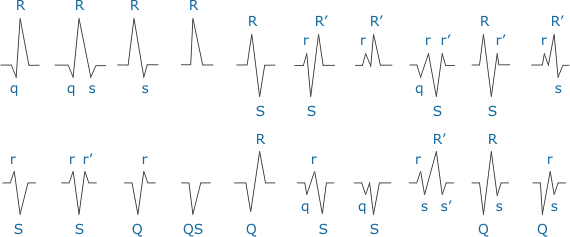 R R R R
R R′ R′ R R′
r r r r′ r′ r
q q s s q s
S S S S
R R′ R
r r r′ r r r r
q q s s′ s s
S S Q QS Q S S Q Q